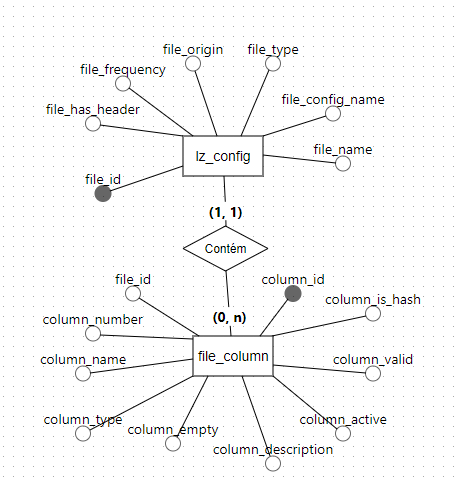 file_origin
file_type
file_frequency
file_config_name
file_has_header
file_name
lz_config
file_id
(1, 1)
Contém
file_id
column_id
column_is_hash
(0, n)
column_number
file_column
column_name
column_valid
column_type
column_empty
column_active
column_description